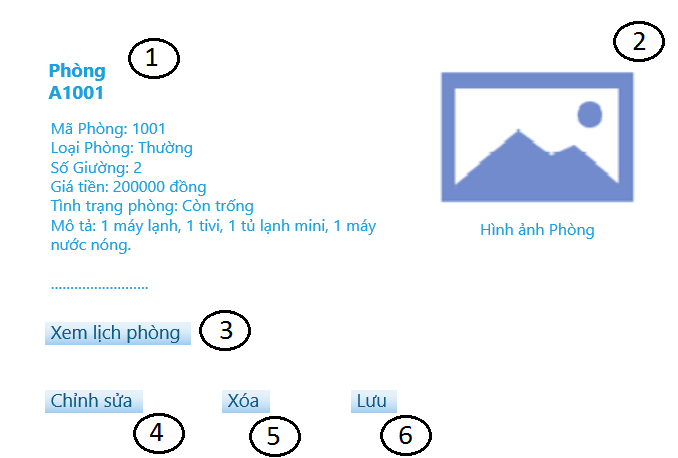 1
2
Phòng
A1001
Mã Phòng: 1001
Loại Phòng: Thường
Số Giường: 2
Giá tiền: 200000 đồng
Tình trạng phòng: Còn trống
Mô tả: 1 máy lạnh, 1 tivi, 1 tủ lạnh mini, 1 máy
nước nóng.
.........................
Hình ảnh Phòng
Xem lịch phòng
3
Chỉnh sửa
Xóa
Lưu
4
5
6